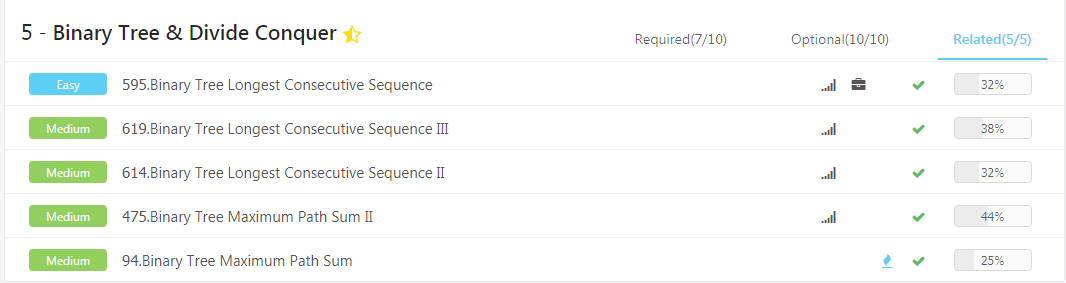 5 - Binary Tree & Divide Conquer Required(7/10) Optional(10/10) Related(5/5)
Easy 595.Binary Tree Longest Consecutive Sequence 32%
Medium 619.Binary Tree Longest Consecutive Sequence III 38%
Medium 614.Binary Tree Longest Consecutive Sequence II 32%
Medium 475.Binary Tree Maximum Path Sum II 44%
Medium 94.Binary Tree Maximum Path Sum 25%